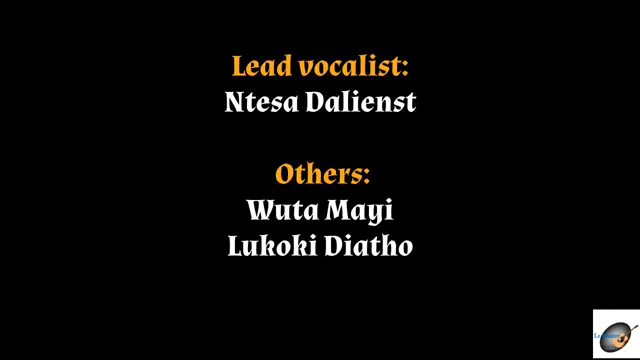 Lead vocalist:
Ntesa Dalienst
Others:
Wuta Mayi
Lukoki Diatho